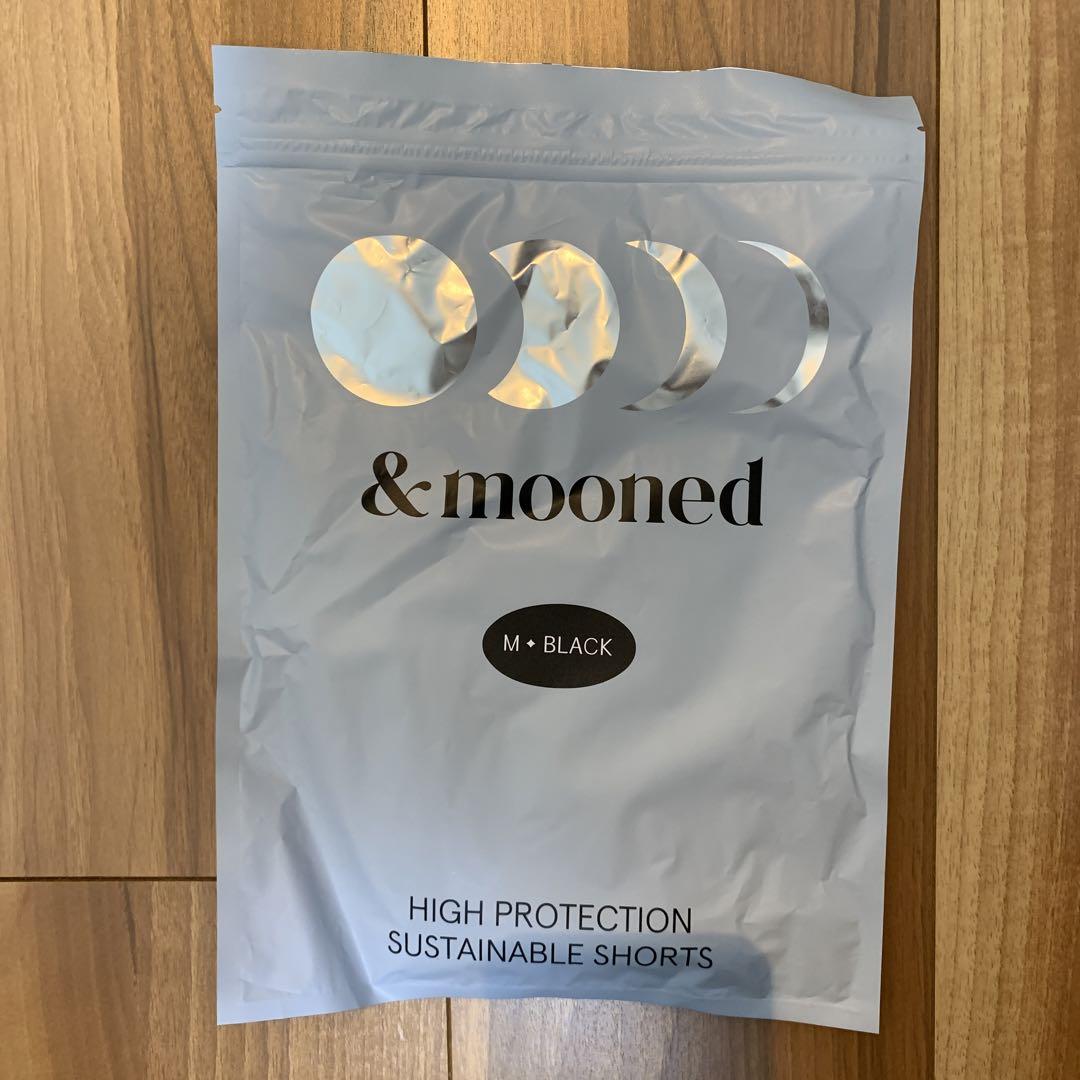 &mooned
M✦BLACK
HIGH PROTECTION
SUSTAINABLE SHORTS